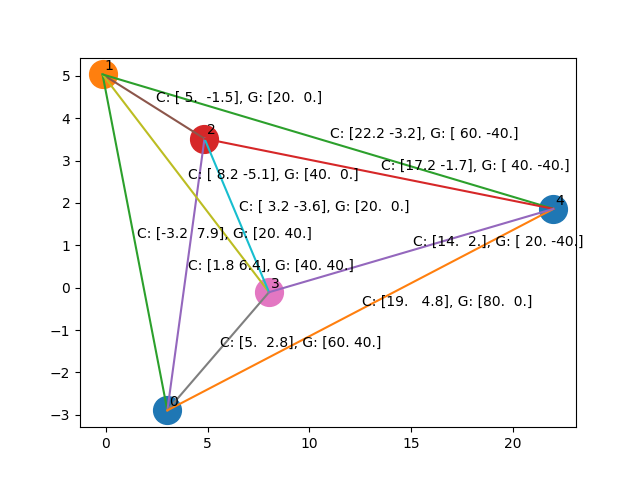 1
C: [ 5.  -1.5], G: [20.  0.]
2
C: [22.2 -3.2], G: [ 60. -40.]
C: [17.2 -1.7], G: [ 40. -40.]
C: [ 8.2 -5.1], G: [40.  0.]
4
C: [ 3.2 -3.6], G: [20.  0.]
C: [-3.2  7.9], G: [20. 40.]
C: [14.  2.], G: [ 20. -40.]
C: [1.8 6.4], G: [40. 40.]
3
C: [19.   4.8], G: [80.  0.]
C: [5.  2.8], G: [60. 40.]
0
5
4
3
2
1
0
−1
−2
−3
0 5 10 15 20